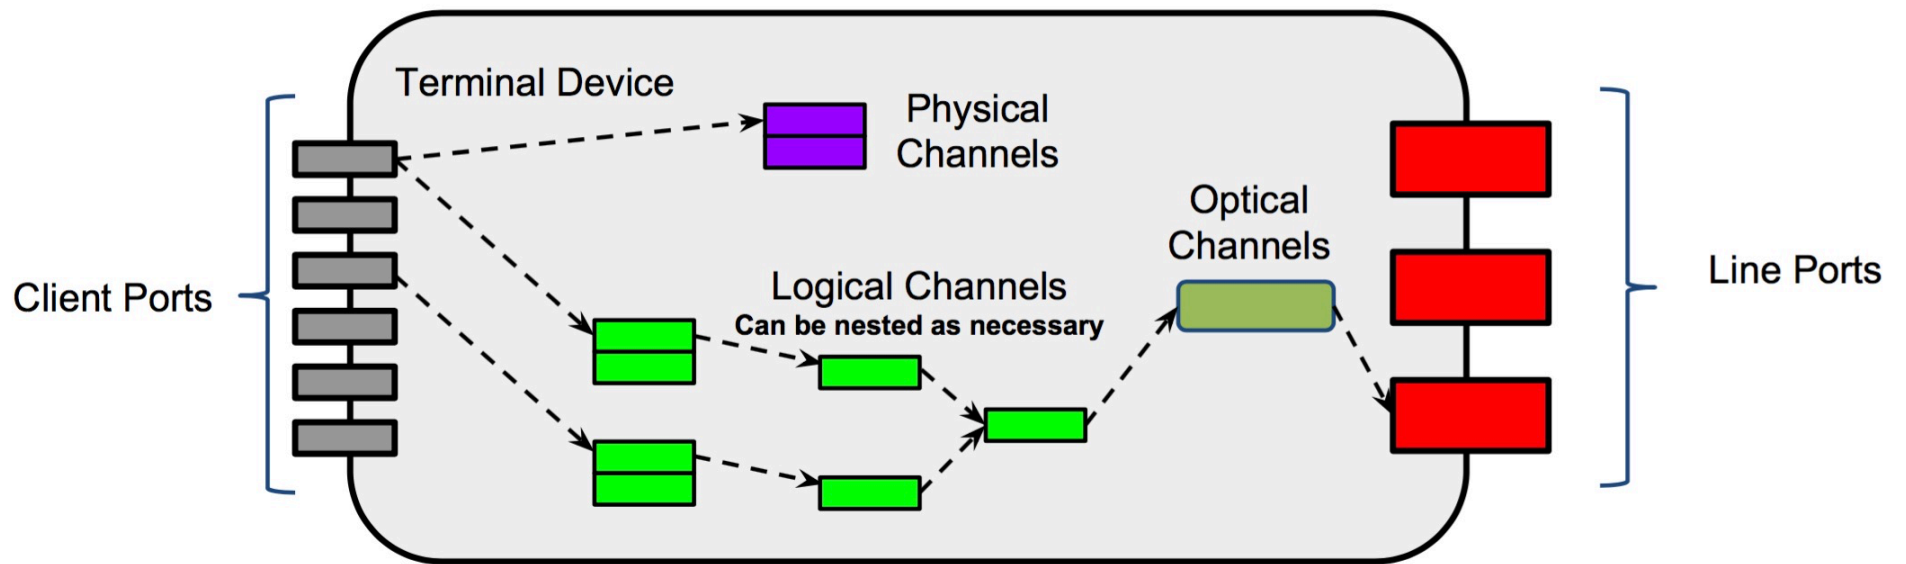 Terminal Device
Physical
Channels
Optical
Channels
Client Ports
Logical Channels
Can be nested as necessary
Line Ports